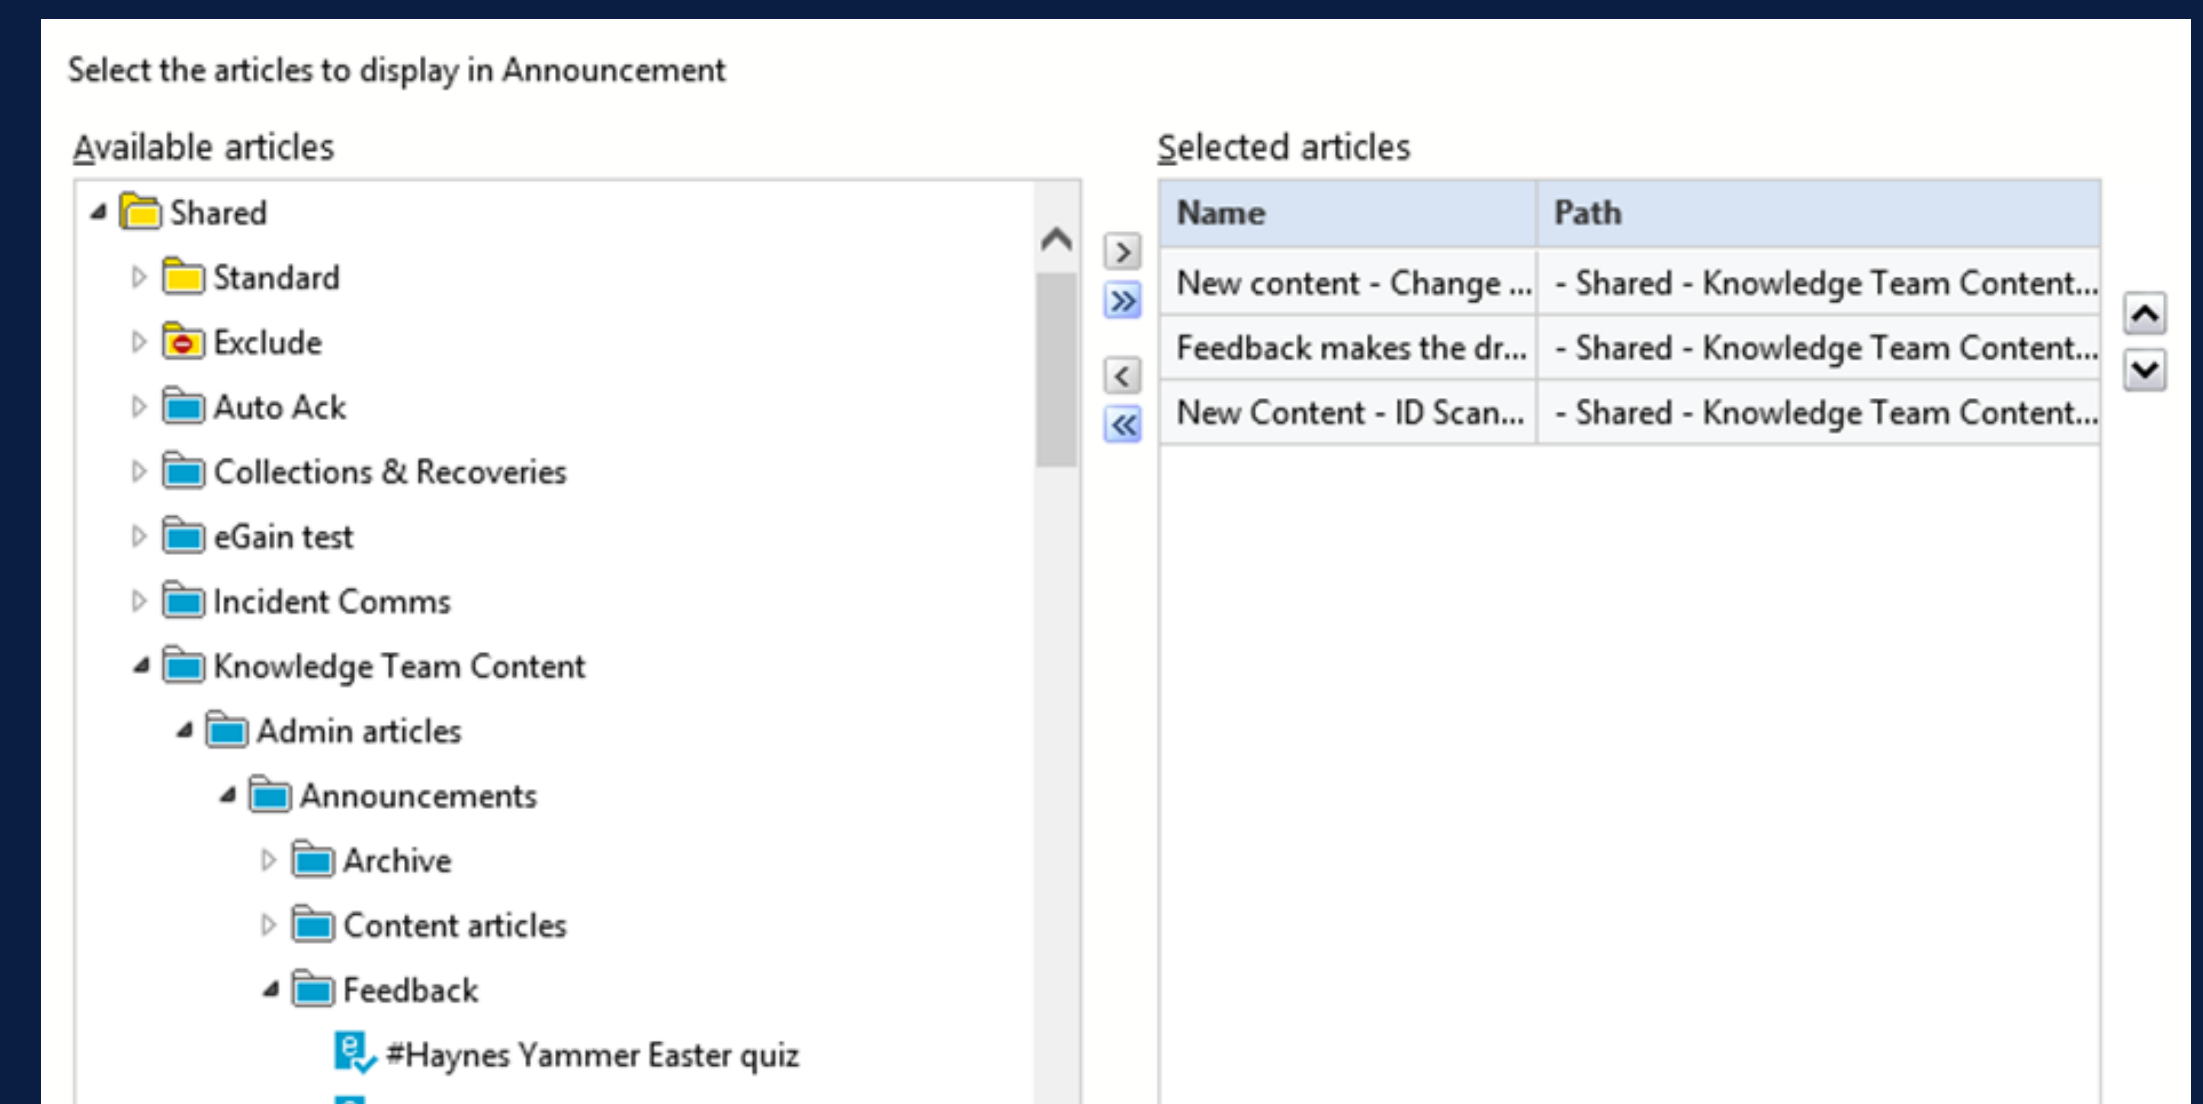 Select the articles to display in Announcement
Available articles
Shared
Standard
Exclude
Auto Ack
Collections & Recoveries
eGain test
Incident Comms
Knowledge Team Content
Admin articles
Announcements
Archive
Content articles
Feedback
#Haynes Yammer Easter quiz
Selected articles
Name Path
New content - Change ... - Shared - Knowledge Team Content...
Feedback makes the dr... - Shared - Knowledge Team Content...
New Content - ID Scan... - Shared - Knowledge Team Content...